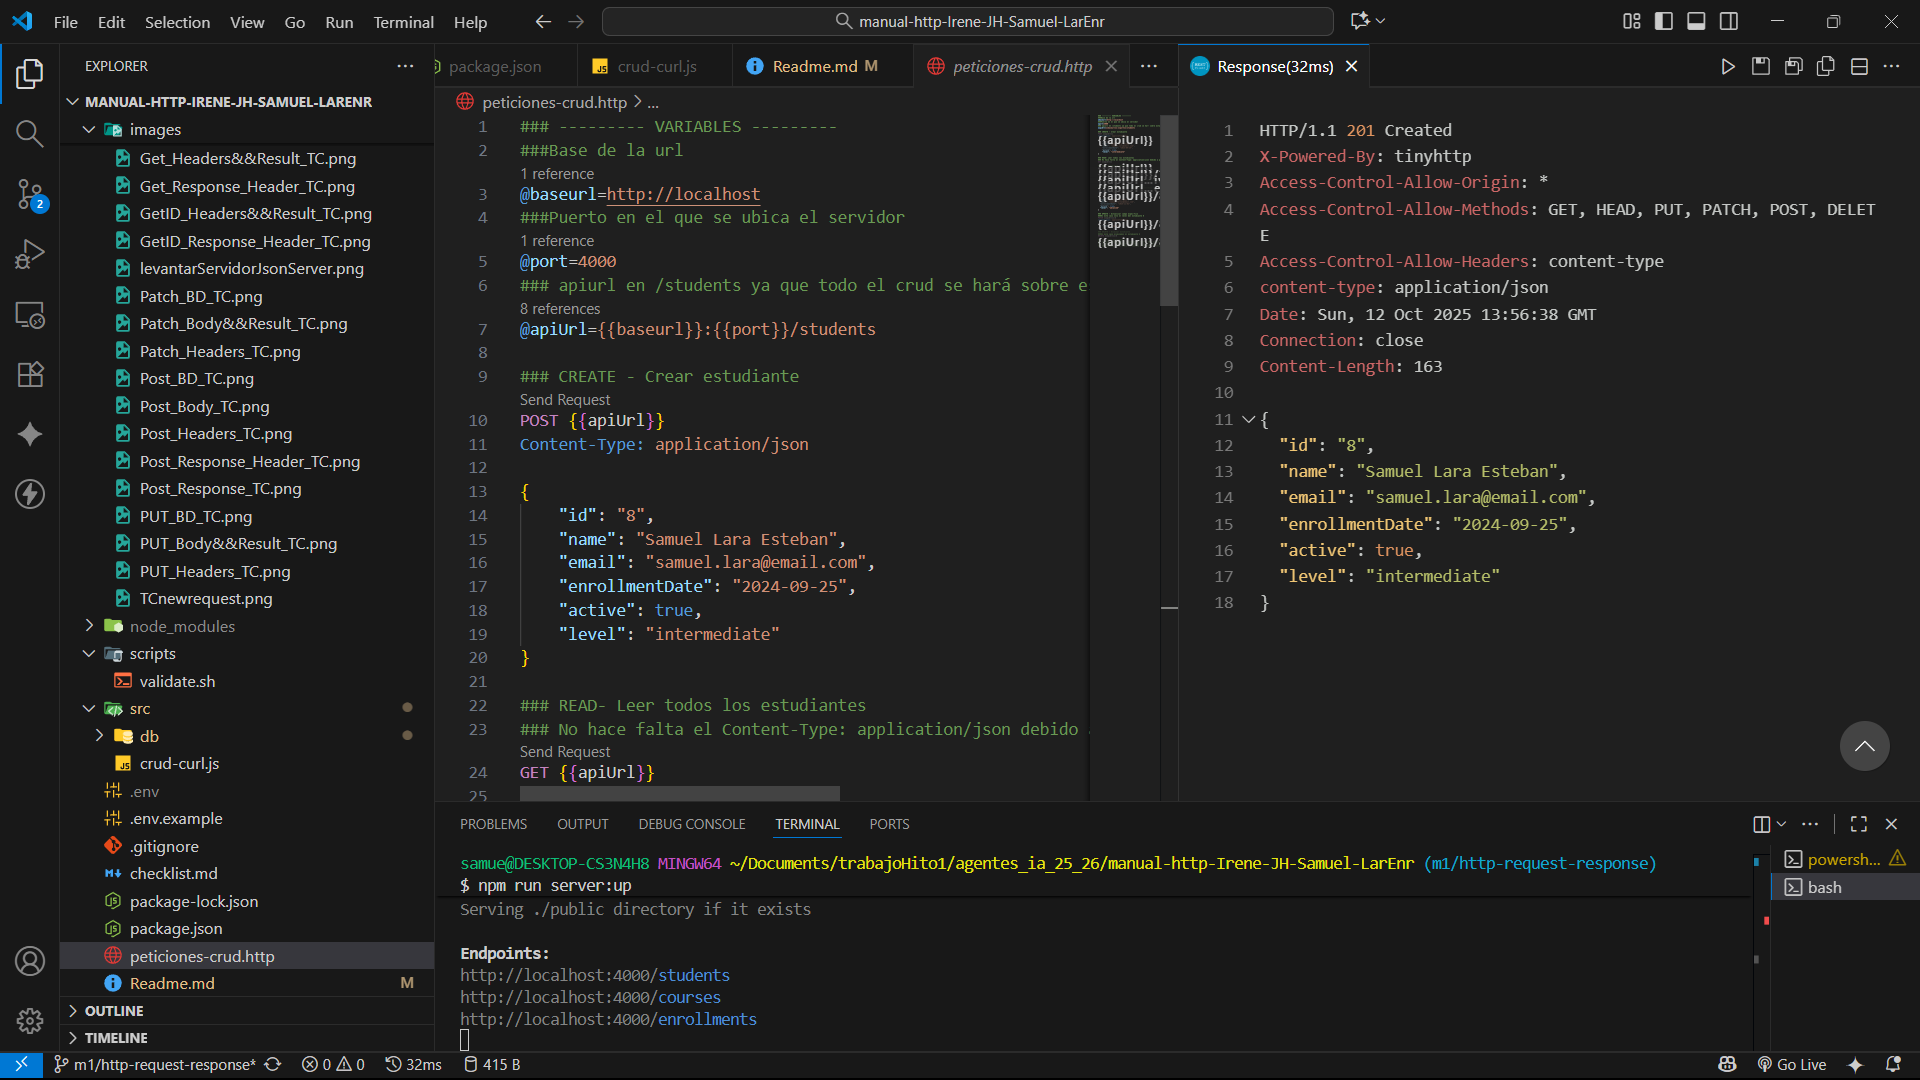 File Edit Selection View Go Run Terminal Help
manual-http-Irene-JH-Samuel-LarEnr
EXPLORER
MANUAL-HTTP-IRENE-JH-SAMUEL-LARENR
images
Get_Headers&&Result_TC.png
Get_Response_Header_TC.png
GetID_Headers&&Result_TC.png
GetID_Response_Header_TC.png
levantarServidorJsonServer.png
Patch_BD_TC.png
Patch_Body&&Result_TC.png
Patch_Headers_TC.png
Post_BD_TC.png
Post_Body_TC.png
Post_Headers_TC.png
Post_Response_Header_TC.png
Post_Response_TC.png
PUT_BD_TC.png
PUT_Body&&Result_TC.png
PUT_Headers_TC.png
TCnewrequest.png
node_modules
scripts
validate.sh
src
db
crud-curl.js
.env
.env.example
.gitignore
checklist.md
package-lock.json
package.json
peticiones-crud.http
Readme.md M
OUTLINE
TIMELINE
2
package.json
crud-curl.js
Readme.md M
peticiones-crud.http
peticiones-crud.http > ...
1 ### --------- VARIABLES ---------
2 ###Base de la url
1 reference
3 @baseurl=http://localhost
4 ###Puerto en el que se ubica el servidor
1 reference
5 @port=4000
6 ### apiurl en /students ya que todo el crud se hará sobre e
8 references
7 @apiUrl={{baseurl}}:{{port}}/students
8
9 ### CREATE - Crear estudiante
Send Request
10 POST {{apiUrl}}
11 Content-Type: application/json
12
13 {
14 "id": "8",
15 "name": "Samuel Lara Esteban",
16 "email": "samuel.lara@email.com",
17 "enrollmentDate": "2024-09-25",
18 "active": true,
19 "level": "intermediate"
20 }
21
22 ### READ- Leer todos los estudiantes
23 ### No hace falta el Content-Type: application/json debido
Send Request
24 GET {{apiUrl}}
25
Response(32ms)
1 HTTP/1.1 201 Created
2 X-Powered-By: tinyhttp
3 Access-Control-Allow-Origin: *
4 Access-Control-Allow-Methods: GET, HEAD, PUT, PATCH, POST, DELET
E
5 Access-Control-Allow-Headers: content-type
6 content-type: application/json
7 Date: Sun, 12 Oct 2025 13:56:38 GMT
8 Connection: close
9 Content-Length: 163
10
11 {
12 "id": "8",
13 "name": "Samuel Lara Esteban",
14 "email": "samuel.lara@email.com",
15 "enrollmentDate": "2024-09-25",
16 "active": true,
17 "level": "intermediate"
18 }
PROBLEMS OUTPUT DEBUG CONSOLE TERMINAL PORTS
samue@DESKTOP-CS3N4H8 MINGW64 ~/Documents/trabajoHito1/agentes_ia_25_26/manual-http-Irene-JH-Samuel-LarEnr (m1/http-request-response)
$ npm run server:up
Serving ./public directory if it exists
Endpoints:
http://localhost:4000/students
http://localhost:4000/courses
http://localhost:4000/enrollments
powersh...
bash
m1/http-request-response* 0 0 32ms 415 B
Go Live